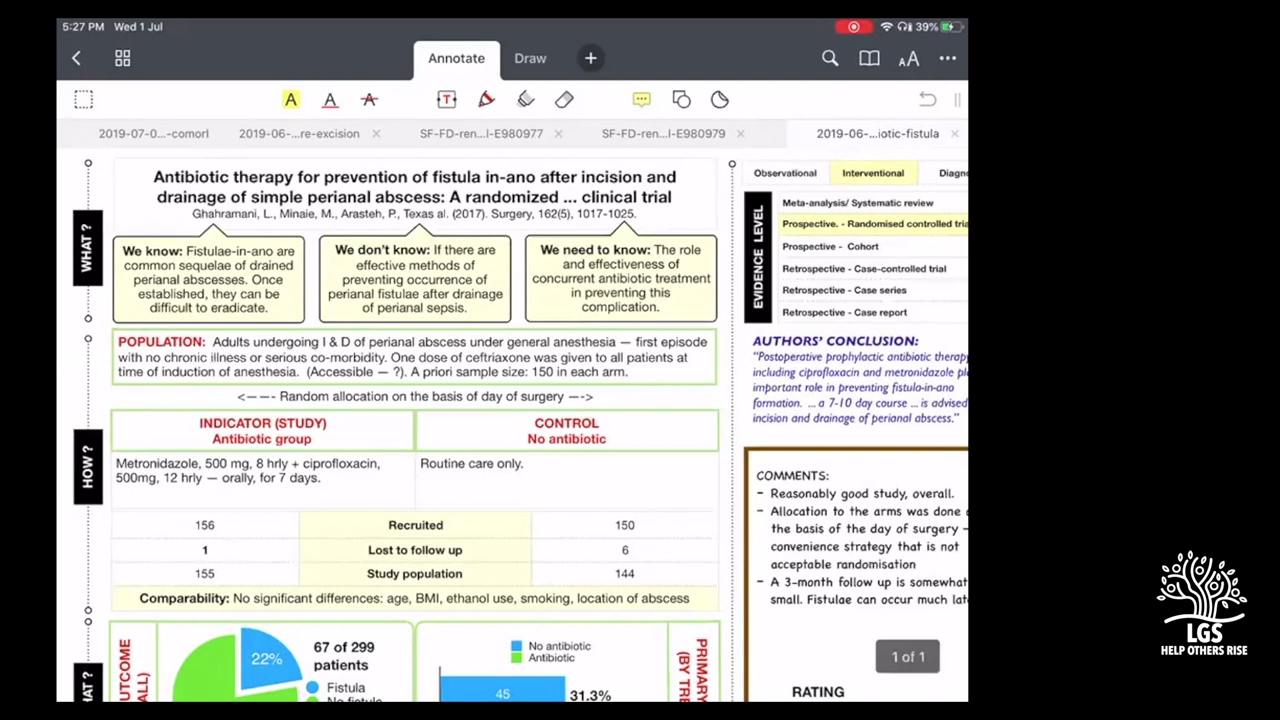 5:27 PM Wed 1 Jul
39%
Annotate Draw
AA
A A A T
2019-07-0...-comorl 2019-06-...re-excision SF-FD-ren...l-E980977 SF-FD-ren...l-E980979 2019-06-...iotic-fistula
WHAT ?
Antibiotic therapy for prevention of fistula in-ano after incision and
drainage of simple perianal abscess: A randomized ... clinical trial
Ghahramani, L., Minaie, M., Arasteh, P., Texas al. (2017). Surgery, 162(5), 1017-1025.
We know: Fistulae-in-ano are
common sequelae of drained
perianal abscesses. Once
established, they can be
difficult to eradicate.
We don't know: If there are
effective methods of
preventing occurrence of
perianal fistulae after drainage
of perianal sepsis.
We need to know: The role
and effectiveness of
concurrent antibiotic treatment
in preventing this
complication.
HOW ?
POPULATION: Adults undergoing I & D of perianal abscess under general anesthesia — first episode
with no chronic illness or serious co-morbidity. One dose of ceftriaxone was given to all patients at
time of induction of anesthesia. (Accessible — ?). A priori sample size: 150 in each arm.
<—-—- Random allocation on the basis of day of surgery —->
INDICATOR (STUDY)
Antibiotic group
CONTROL
No antibiotic
Metronidazole, 500 mg, 8 hrly + ciprofloxacin,
500mg, 12 hrly — orally, for 7 days.
Routine care only.
156 Recruited 150
1 Lost to follow up 6
155 Study population 144
Comparability: No significant differences: age, BMI, ethanol use, smoking, location of abscess
22%
67 of 299
patients
Fistula
No antibiotic
Antibiotic
45
31.3%
PRIMARY
Observational Interventional
EVIDENCE LEVEL
Meta-analysis/ Systematic review
Prospective. - Randomised controlled
Prospective - Cohort
Retrospective - Case-controlled trial
Retrospective - Case series
Retrospective - Case report
AUTHORS' CONCLUSION:
"Postoperative prophylactic antibiotic therapy
including ciprofloxacin and metronidazole
important role in preventing fistula-in-ano
formation. ... a 7-10 day course ... is advised
incision and drainage of perianal abscess."
COMMENTS:
– Reasonably good study, overall.
– Allocation to the arms was done
the basis of the day of surgery –
convenience strategy that is not
acceptable randomisation
– A 3-month follow up is somewhat
small. Fistulae can occur much
1 of 1
RATING
LGS
HELP OTHERS RISE